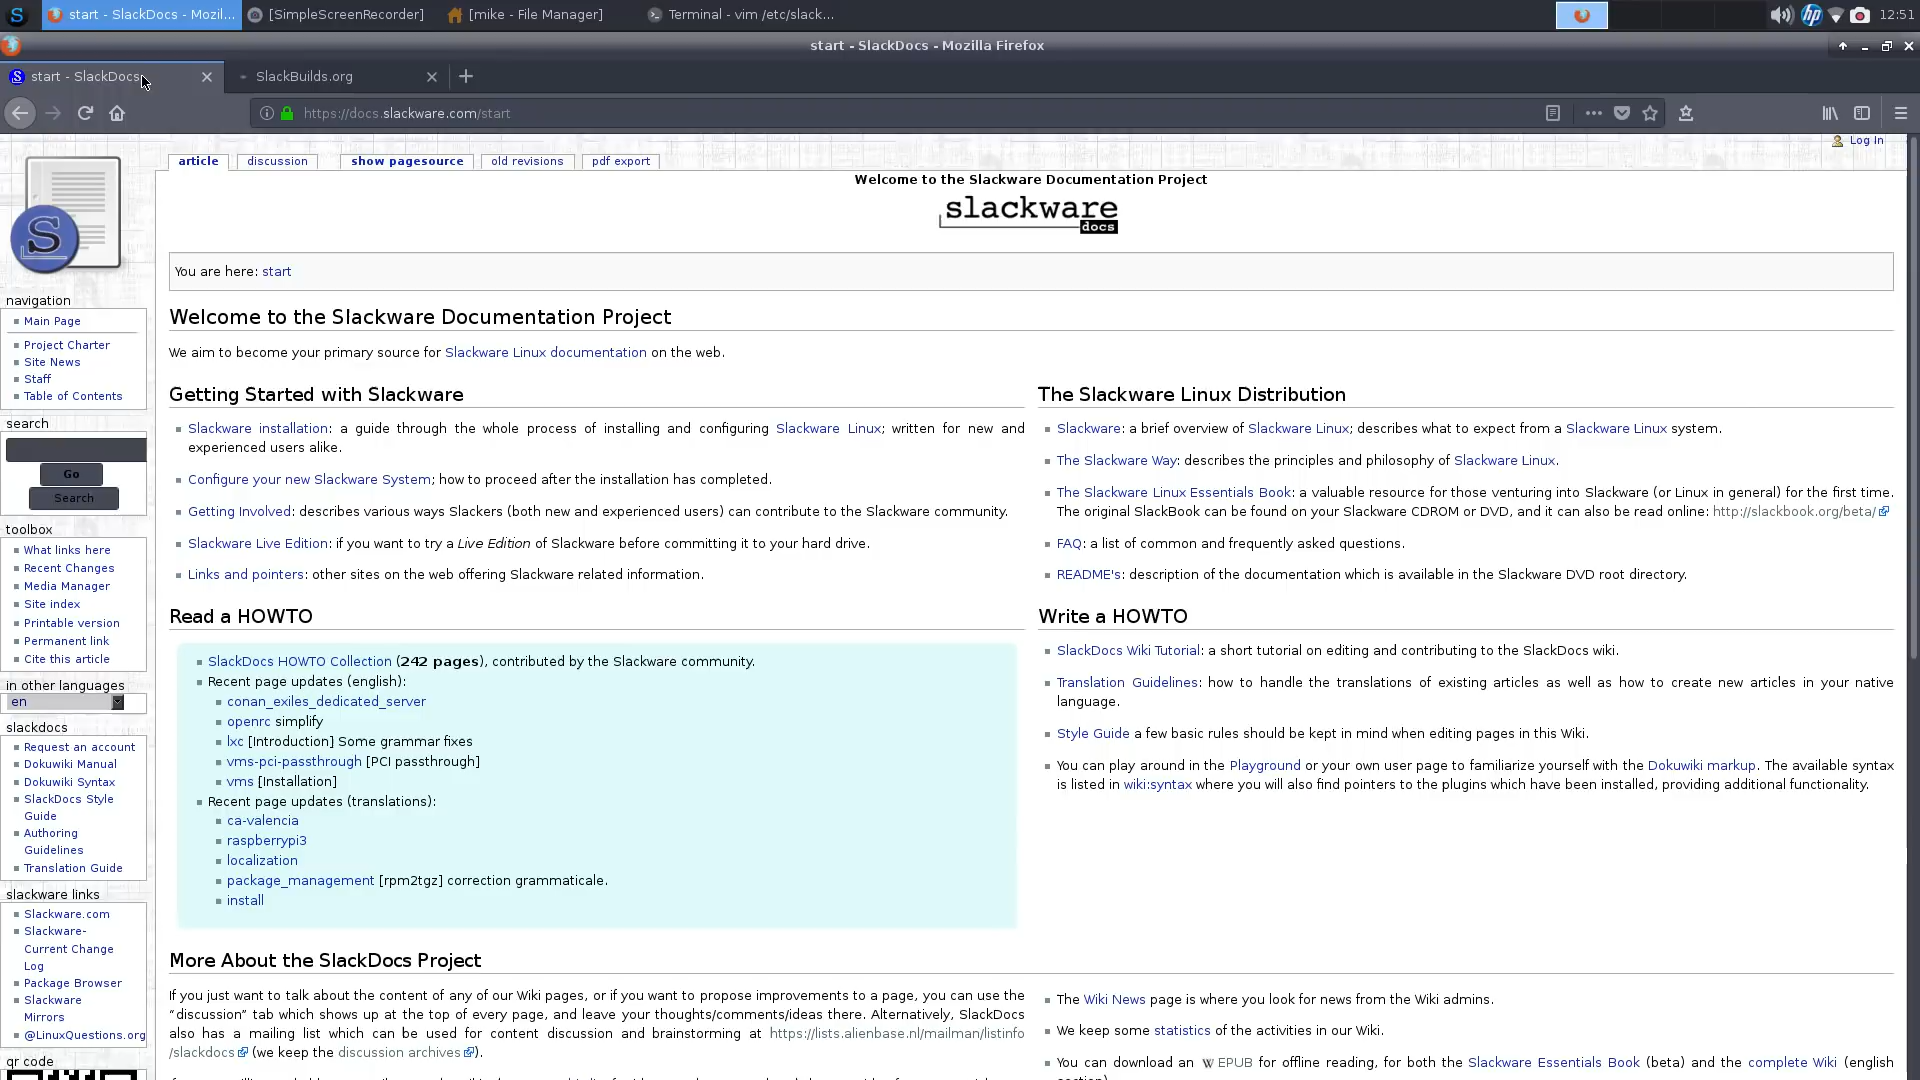 start - SlackDocs - Mozil...
[SimpleScreenRecorder]
[mike - File Manager]
Terminal - vim /etc/slack...
12:51
start - SlackDocs - Mozilla Firefox
start - SlackDocs
SlackBuilds.org
https://docs.slackware.com/start
Log In
article
discussion
show pagesource
old revisions
pdf export
Welcome to the Slackware Documentation Project
slackware
docs
You are here: start
navigation
Main Page
Project Charter
Site News
Staff
Table of Contents
search
Go
Search
toolbox
What links here
Recent Changes
Media Manager
Site index
Printable version
Permanent link
Cite this article
in other languages
en
slackdocs
Request an account
Dokuwiki Manual
Dokuwiki Syntax
SlackDocs Style
Guide
Authoring
Guidelines
Translation Guide
slackware links
Slackware.com
Slackware-
Current Change
Log
Package Browser
Slackware
Mirrors
@LinuxQuestions.org
qr code
Welcome to the Slackware Documentation Project
We aim to become your primary source for Slackware Linux documentation on the web.
Getting Started with Slackware
Slackware installation: a guide through the whole process of installing and configuring Slackware Linux; written for new and
experienced users alike.
Configure your new Slackware System; how to proceed after the installation has completed.
Getting Involved: describes various ways Slackers (both new and experienced users) can contribute to the Slackware community.
Slackware Live Edition: if you want to try a Live Edition of Slackware before committing it to your hard drive.
Links and pointers: other sites on the web offering Slackware related information.
The Slackware Linux Distribution
Slackware: a brief overview of Slackware Linux; describes what to expect from a Slackware Linux system.
The Slackware Way: describes the principles and philosophy of Slackware Linux.
The Slackware Linux Essentials Book: a valuable resource for those venturing into Slackware (or Linux in general) for the first time.
The original SlackBook can be found on your Slackware CDROM or DVD, and it can also be read online: http://slackbook.org/beta/
FAQ: a list of common and frequently asked questions.
README's: description of the documentation which is available in the Slackware DVD root directory.
Read a HOWTO
SlackDocs HOWTO Collection (242 pages), contributed by the Slackware community.
Recent page updates (english):
conan_exiles_dedicated_server
openrc simplify
lxc [Introduction] Some grammar fixes
vms-pci-passthrough [PCI passthrough]
vms [Installation]
Recent page updates (translations):
ca-valencia
raspberrypi3
localization
package_management [rpm2tgz] correction grammaticale.
install
Write a HOWTO
SlackDocs Wiki Tutorial: a short tutorial on editing and contributing to the SlackDocs wiki.
Translation Guidelines: how to handle the translations of existing articles as well as how to create new articles in your native
language.
Style Guide a few basic rules should be kept in mind when editing pages in this Wiki.
You can play around in the Playground or your own user page to familiarize yourself with the Dokuwiki markup. The available syntax
is listed in wiki:syntax where you will also find pointers to the plugins which have been installed, providing additional functionality.
More About the SlackDocs Project
If you just want to talk about the content of any of our Wiki pages, or if you want to propose improvements to a page, you can use the
“discussion” tab which shows up at the top of every page, and leave your thoughts/comments/ideas there. Alternatively, SlackDocs
also has a mailing list which can be used for content discussion and brainstorming at https://lists.alienbase.nl/mailman/listinfo
/slackdocs (we keep the discussion archives).
The Wiki News page is where you look for news from the Wiki admins.
We keep some statistics of the activities in our Wiki.
You can download an EPUB for offline reading, for both the Slackware Essentials Book (beta) and the complete Wiki (english